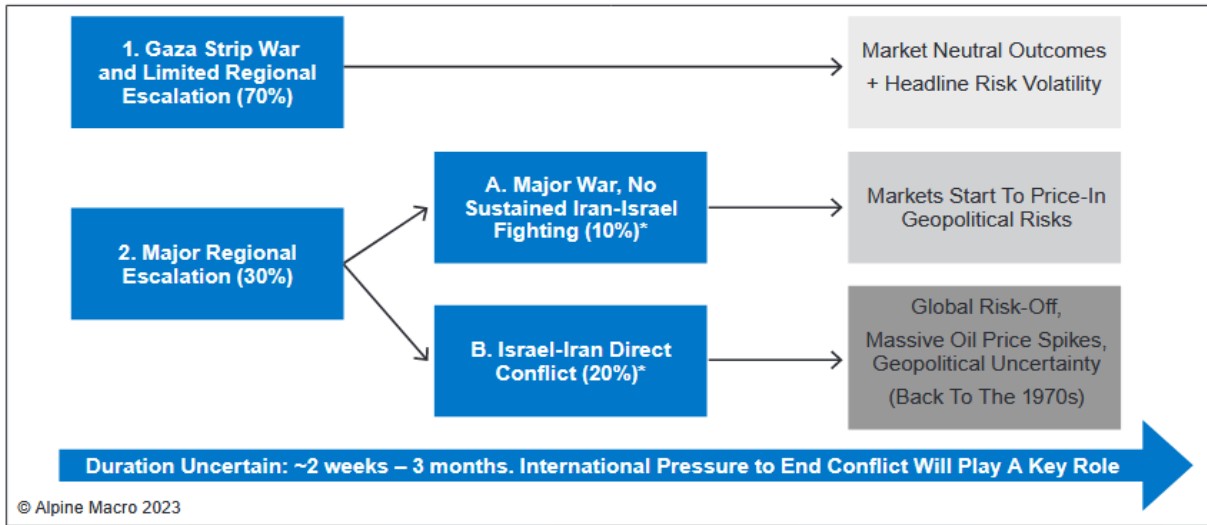 1. Gaza Strip War
and Limited Regional
Escalation (70%)
Market Neutral Outcomes
+ Headline Risk Volatility
2. Major Regional
Escalation (30%)
A. Major War, No
Sustained Iran-Israel
Fighting (10%)*
Markets Start To Price-In
Geopolitical Risks
B. Israel-Iran Direct
Conflict (20%)*
Global Risk-Off,
Massive Oil Price Spikes,
Geopolitical Uncertainty
(Back To The 1970s)
Duration Uncertain: ~2 weeks – 3 months. International Pressure to End Conflict Will Play A Key Role
© Alpine Macro 2023